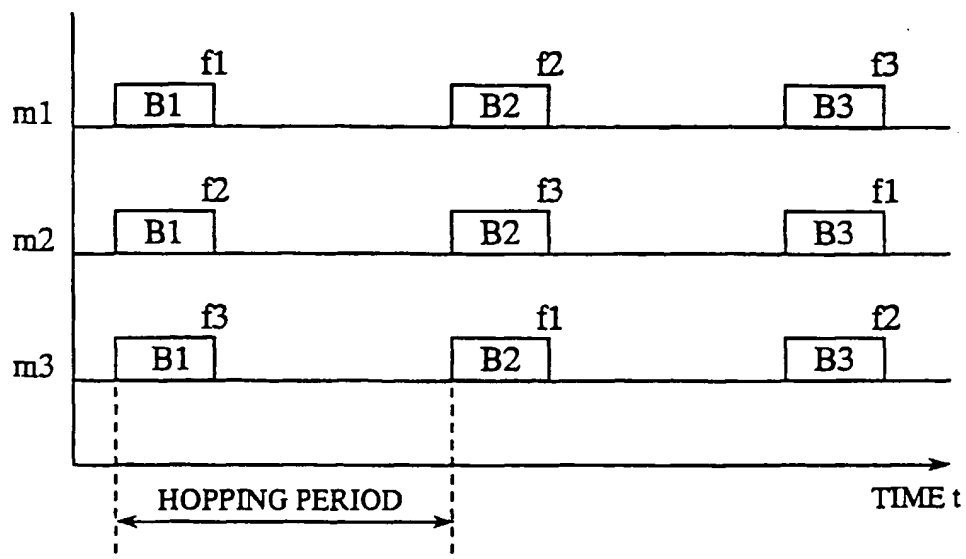 f1 f2 f3
m1 B1 B2 B3
f2 f3 f1
m2 B1 B2 B3
f3 f1 f2
m3 B1 B2 B3
HOPPING PERIOD TIME t